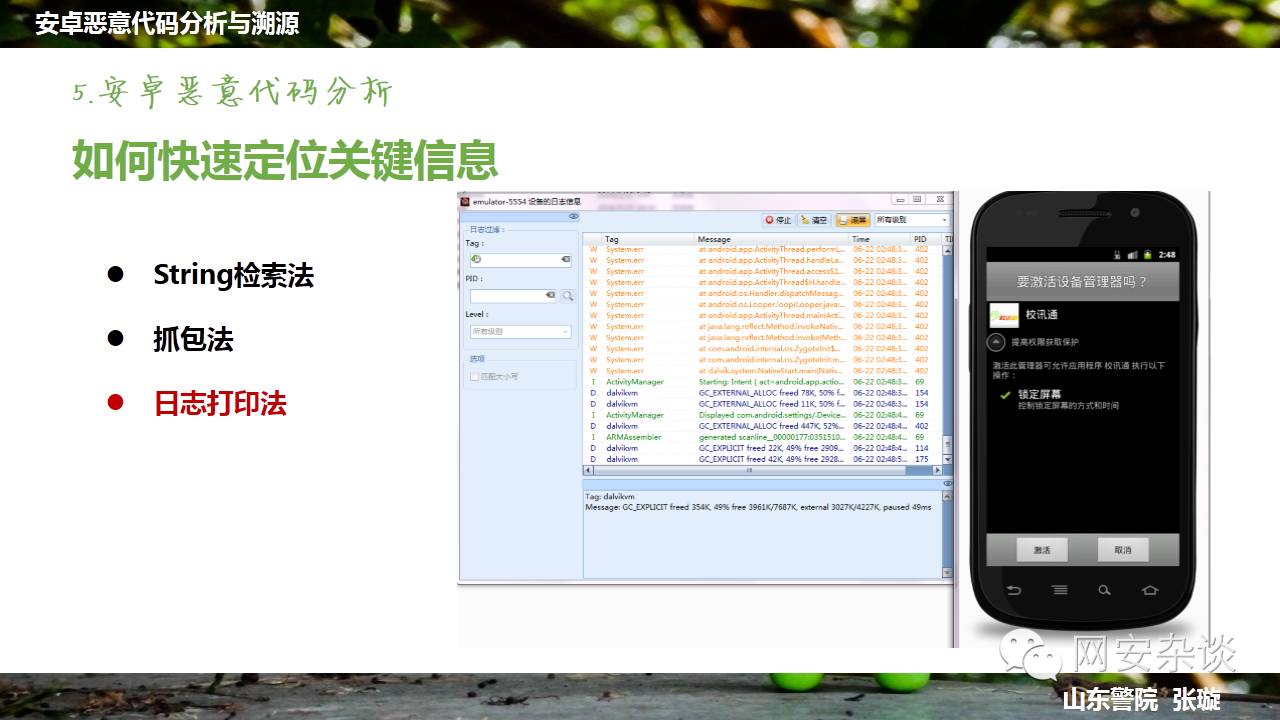 安卓恶意代码分析与溯源
5.安卓恶意代码分析
如何快速定位关键信息
String检索法
抓包法
日志打印法
emulator-5554 设备的日志信息
停止 清空 滚屏 所有级别
日志过滤：
Tag：
PID：
Level：
所有级别
选项
匹配大小写
Tag Message Time PID TI
W System.err at android.app.ActivityThread.performL... 06-22 02:48:3... 402
W System.err at android.app.ActivityThread.handleLa... 06-22 02:48:3... 402
W System.err at android.app.ActivityThread.access$1... 06-22 02:48:3... 402
W System.err at android.app.ActivityThread$H.handle... 06-22 02:48:3... 402
W System.err at android.os.Handler.dispatchMessag... 06-22 02:48:3... 402
W System.err at android.os.Looper.loop(Looper.java:... 06-22 02:48:3... 402
W System.err at android.app.ActivityThread.main(Acti... 06-22 02:48:3... 402
W System.err at java.lang.reflect.Method.invokeNativ... 06-22 02:48:3... 402
W System.err at java.lang.reflect.Method.invoke(Meth... 06-22 02:48:3... 402
W System.err at com.android.internal.os.ZygoteInit$... 06-22 02:48:3... 402
W System.err at com.android.internal.os.ZygoteInit.m... 06-22 02:48:3... 402
W System.err at dalvik.system.NativeStart.main(Nativ... 06-22 02:48:3... 402
I ActivityManager Starting: Intent { act=android.app.actio... 06-22 02:48:3... 69
D dalvikvm GC_EXTERNAL_ALLOC freed 78K, 50% f... 06-22 02:48:3... 154
D dalvikvm GC_EXTERNAL_ALLOC freed 11K, 50% f... 06-22 02:48:3... 154
I ActivityManager Displayed com.android.settings/.Device... 06-22 02:48:4... 69
D dalvikvm GC_EXTERNAL_ALLOC freed 447K, 52%... 06-22 02:48:4... 402
I ARMAssembler generated scanline__00000177:0351510... 06-22 02:48:4... 69
D dalvikvm GC_EXPLICIT freed 22K, 49% free 2909... 06-22 02:48:4... 114
D dalvikvm GC_EXPLICIT freed 42K, 49% free 2928... 06-22 02:48:5... 175
Tag: dalvikvm
Message: GC_EXPLICIT freed 354K, 49% free 3961K/7687K, external 3027K/4227K, paused 49ms
2:48
要激活设备管理器吗？
校讯通
提高权限获取保护
激活此管理器可允许应用程序 校讯通 执行以下
操作：
锁定屏幕
控制锁定屏幕的方式和时间
激活 取消
网安杂谈
山东警院 张璇